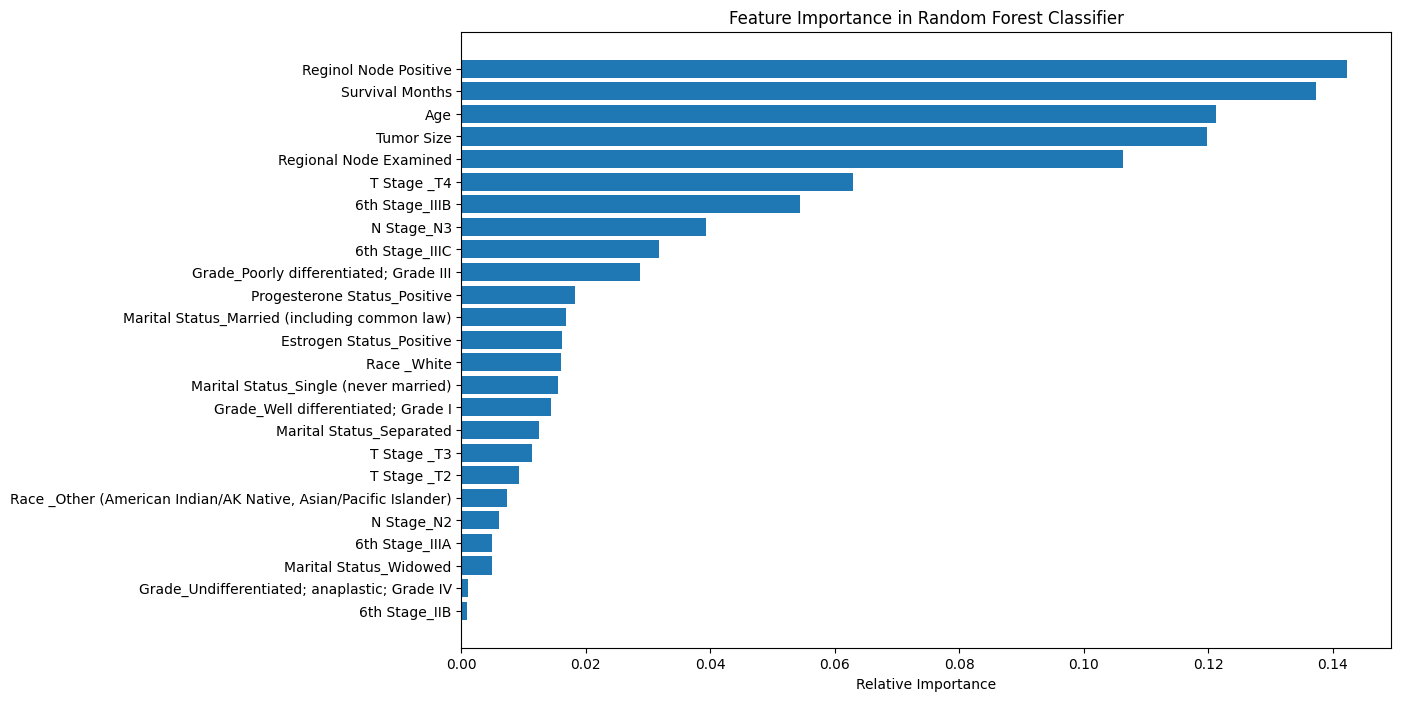 Feature Importance in Random Forest Classifier
Reginol Node Positive
Survival Months
Age
Tumor Size
Regional Node Examined
T Stage _T4
6th Stage_IIIB
N Stage_N3
6th Stage_IIIC
Grade_Poorly differentiated; Grade III
Progesterone Status_Positive
Marital Status_Married (including common law)
Estrogen Status_Positive
Race _White
Marital Status_Single (never married)
Grade_Well differentiated; Grade I
Marital Status_Separated
T Stage _T3
T Stage _T2
Race _Other (American Indian/AK Native, Asian/Pacific Islander)
N Stage_N2
6th Stage_IIIA
Marital Status_Widowed
Grade_Undifferentiated; anaplastic; Grade IV
6th Stage_IIB
0.00 0.02 0.04 0.06 0.08 0.10 0.12 0.14
Relative Importance